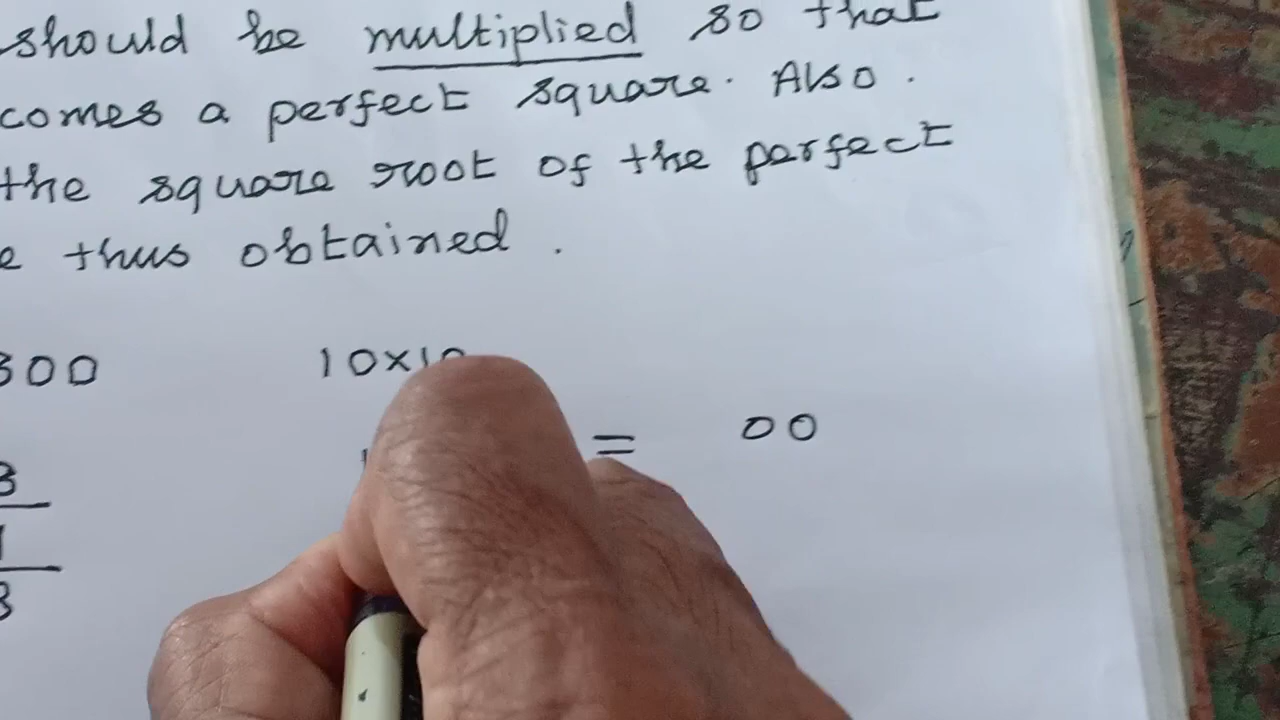 should be multiplied so that
comes a perfect square. Also.
the square root of the perfect
e thus obtained.
300 10×10
= 00
3
1
3